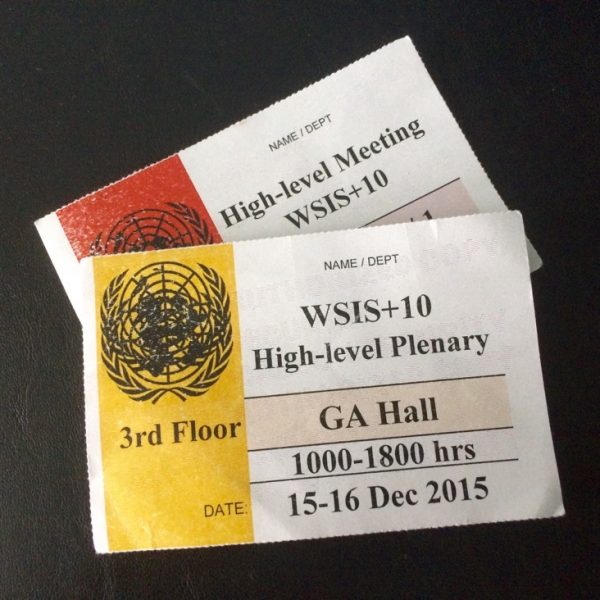 NAME / DEPT
High-level Meeting
WSIS+10
NAME / DEPT
WSIS+10
High-level Plenary
3rd Floor
GA Hall
1000-1800 hrs
DATE:
15-16 Dec 2015